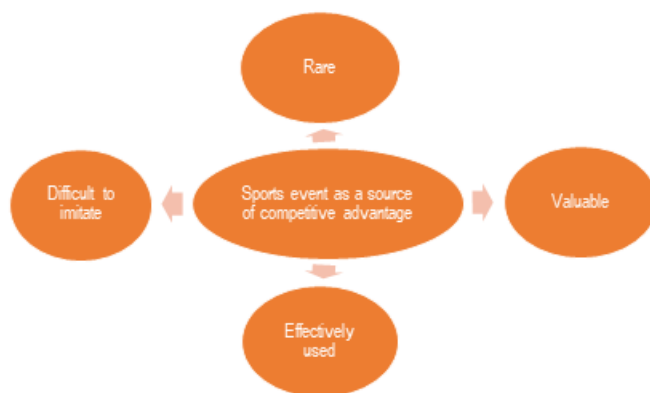 Rare
Difficult to
imitate
Sports event as a source
of competitive advantage
Valuable
Effectively
used